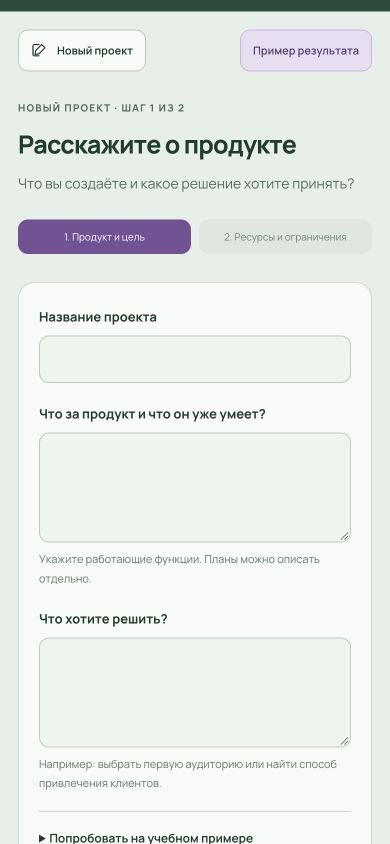 Новый проект
Пример результата
НОВЫЙ ПРОЕКТ · ШАГ 1 ИЗ 2
Расскажите о продукте
Что вы создаёте и какое решение хотите принять?
1. Продукт и цель
2. Ресурсы и ограничения
Название проекта
Что за продукт и что он уже умеет?
Укажите работающие функции. Планы можно описать
отдельно.
Что хотите решить?
Например: выбрать первую аудиторию или найти способ
привлечения клиентов.
Попробовать на учебном примере